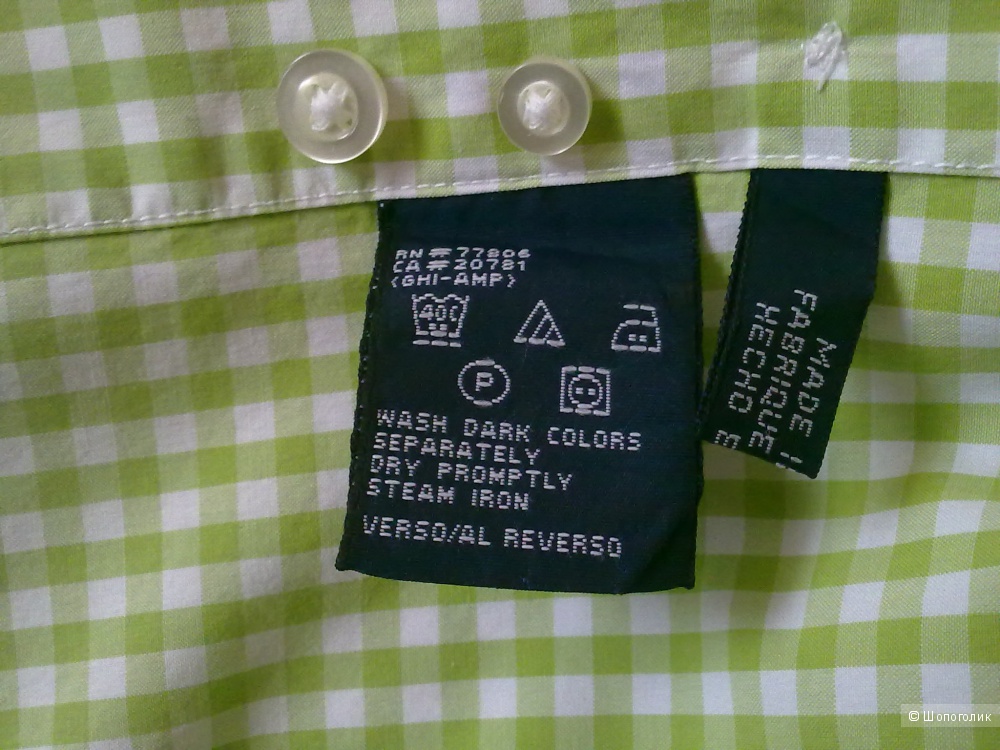 RN # 77806
CA # 20781
<GHI-AMP>
40C
P
WASH DARK COLORS
SEPARATELY
DRY PROMPTLY
STEAM IRON
VERSO/AL REVERSO
MADE
FABRIQUE
HECHO
© Шопоголик